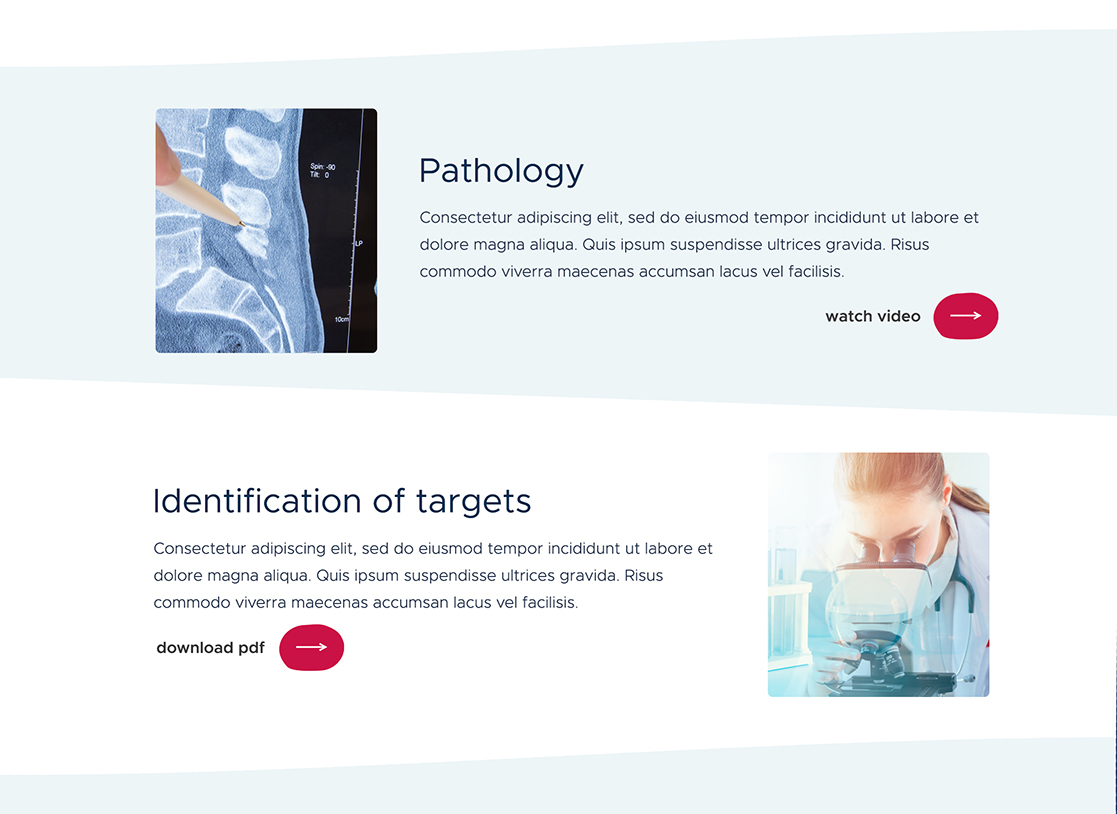 Spin: -90
Tilt: 0
LP
10cm
Pathology
Consectetur adipiscing elit, sed do eiusmod tempor incididunt ut labore et
dolore magna aliqua. Quis ipsum suspendisse ultrices gravida. Risus
commodo viverra maecenas accumsan lacus vel facilisis.
watch video
Identification of targets
Consectetur adipiscing elit, sed do eiusmod tempor incididunt ut labore et
dolore magna aliqua. Quis ipsum suspendisse ultrices gravida. Risus
commodo viverra maecenas accumsan lacus vel facilisis.
download pdf